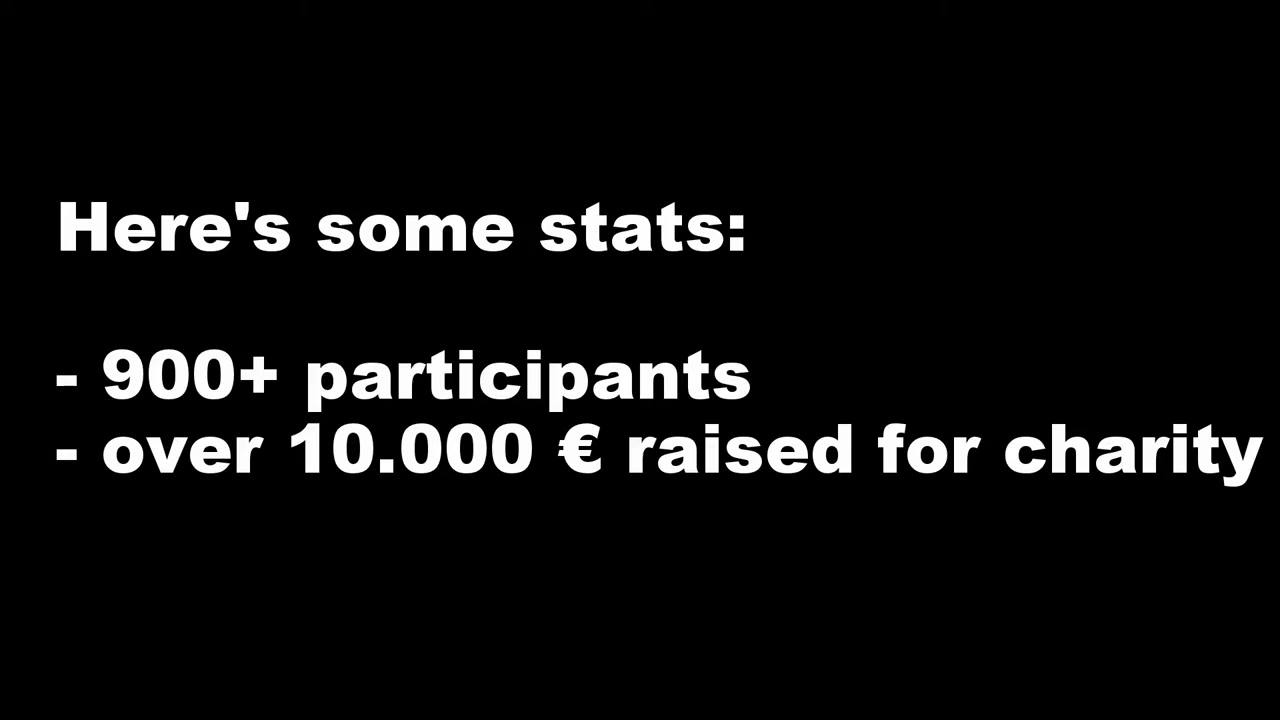 Here's some stats:
- 900+ participants
- over 10.000 € raised for charity